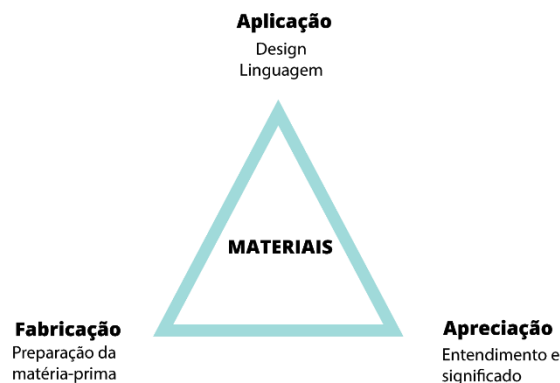 Aplicação
Design
Linguagem
MATERIAIS
Fabricação
Preparação da
matéria-prima
Apreciação
Entendimento e
significado